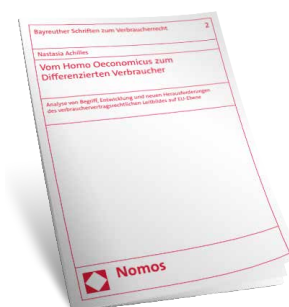 Bayreuther Schriften zum Verbraucherrecht 2
Nastasia Achilles
Vom Homo Oeconomicus zum
Differenzierten Verbraucher
Analyse von Begriff, Entwicklung und neuen Herausforderungen
des verbrauchervertragsrechtlichen Leitbildes auf EU-Ebene
Nomos